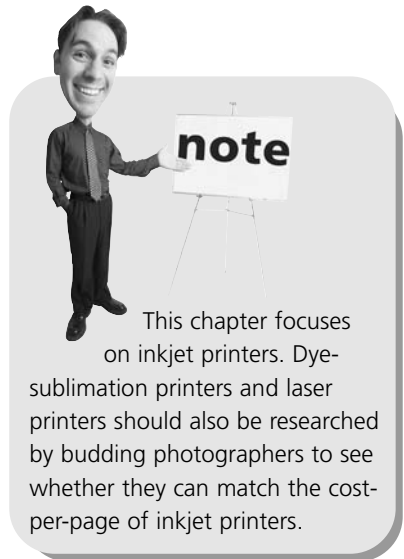 note
This chapter focuses
on inkjet printers. Dye-
sublimation printers and laser
printers should also be researched
by budding photographers to see
whether they can match the cost-
per-page of inkjet printers.